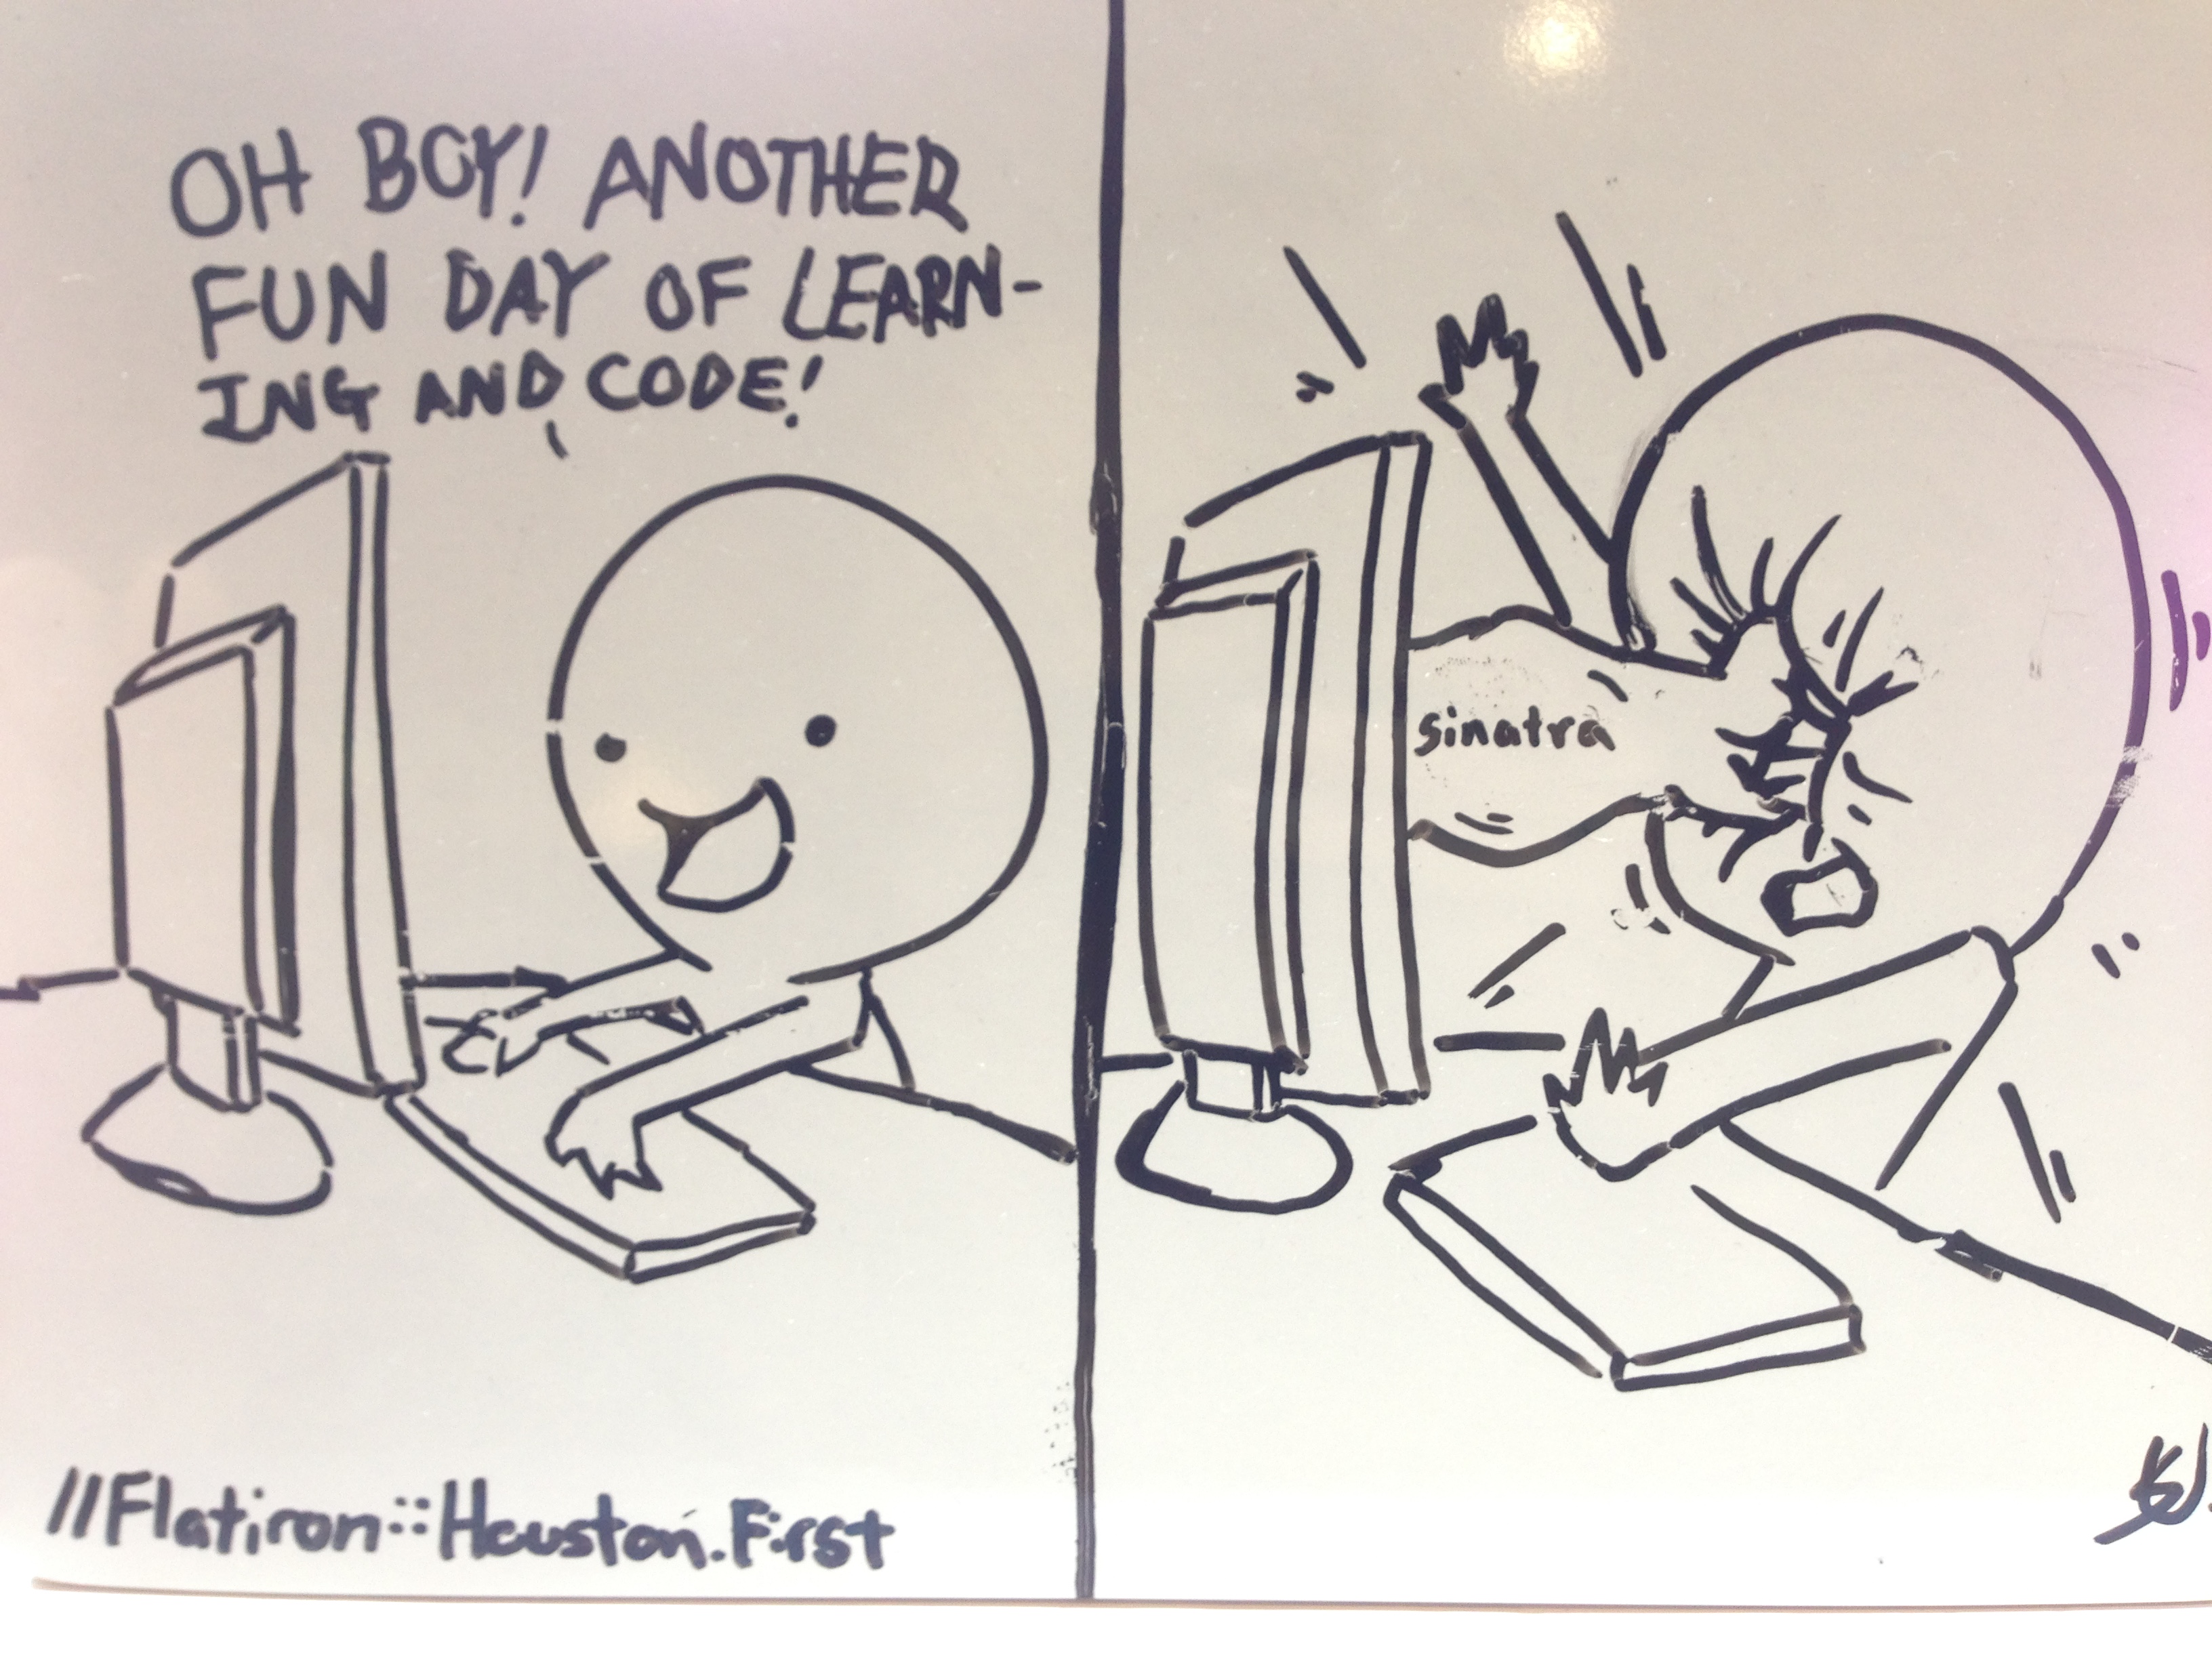 OH BOY! ANOTHER
FUN DAY OF LEARN-
ING AND CODE!
sinatra
//Flatiron::Houston.First